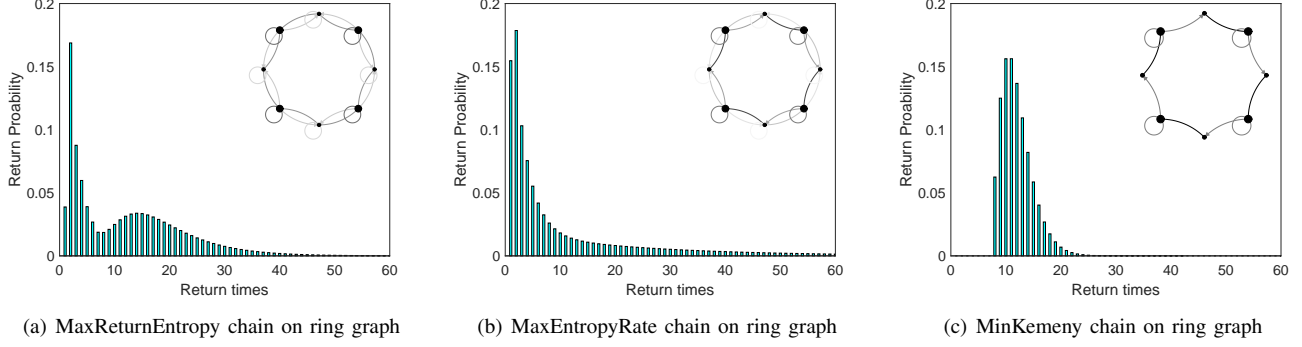 0.2
0.15
0.1
0.05
0
Return Proability
0 10 20 30 40 50 60
Return times
(a) MaxReturnEntropy chain on ring graph
0.2
0.15
0.1
0.05
0
Return Proability
0 10 20 30 40 50 60
Return times
(b) MaxEntropyRate chain on ring graph
0.2
0.15
0.1
0.05
0
Return Proability
0 10 20 30 40 50 60
Return times
(c) MinKemeny chain on ring graph